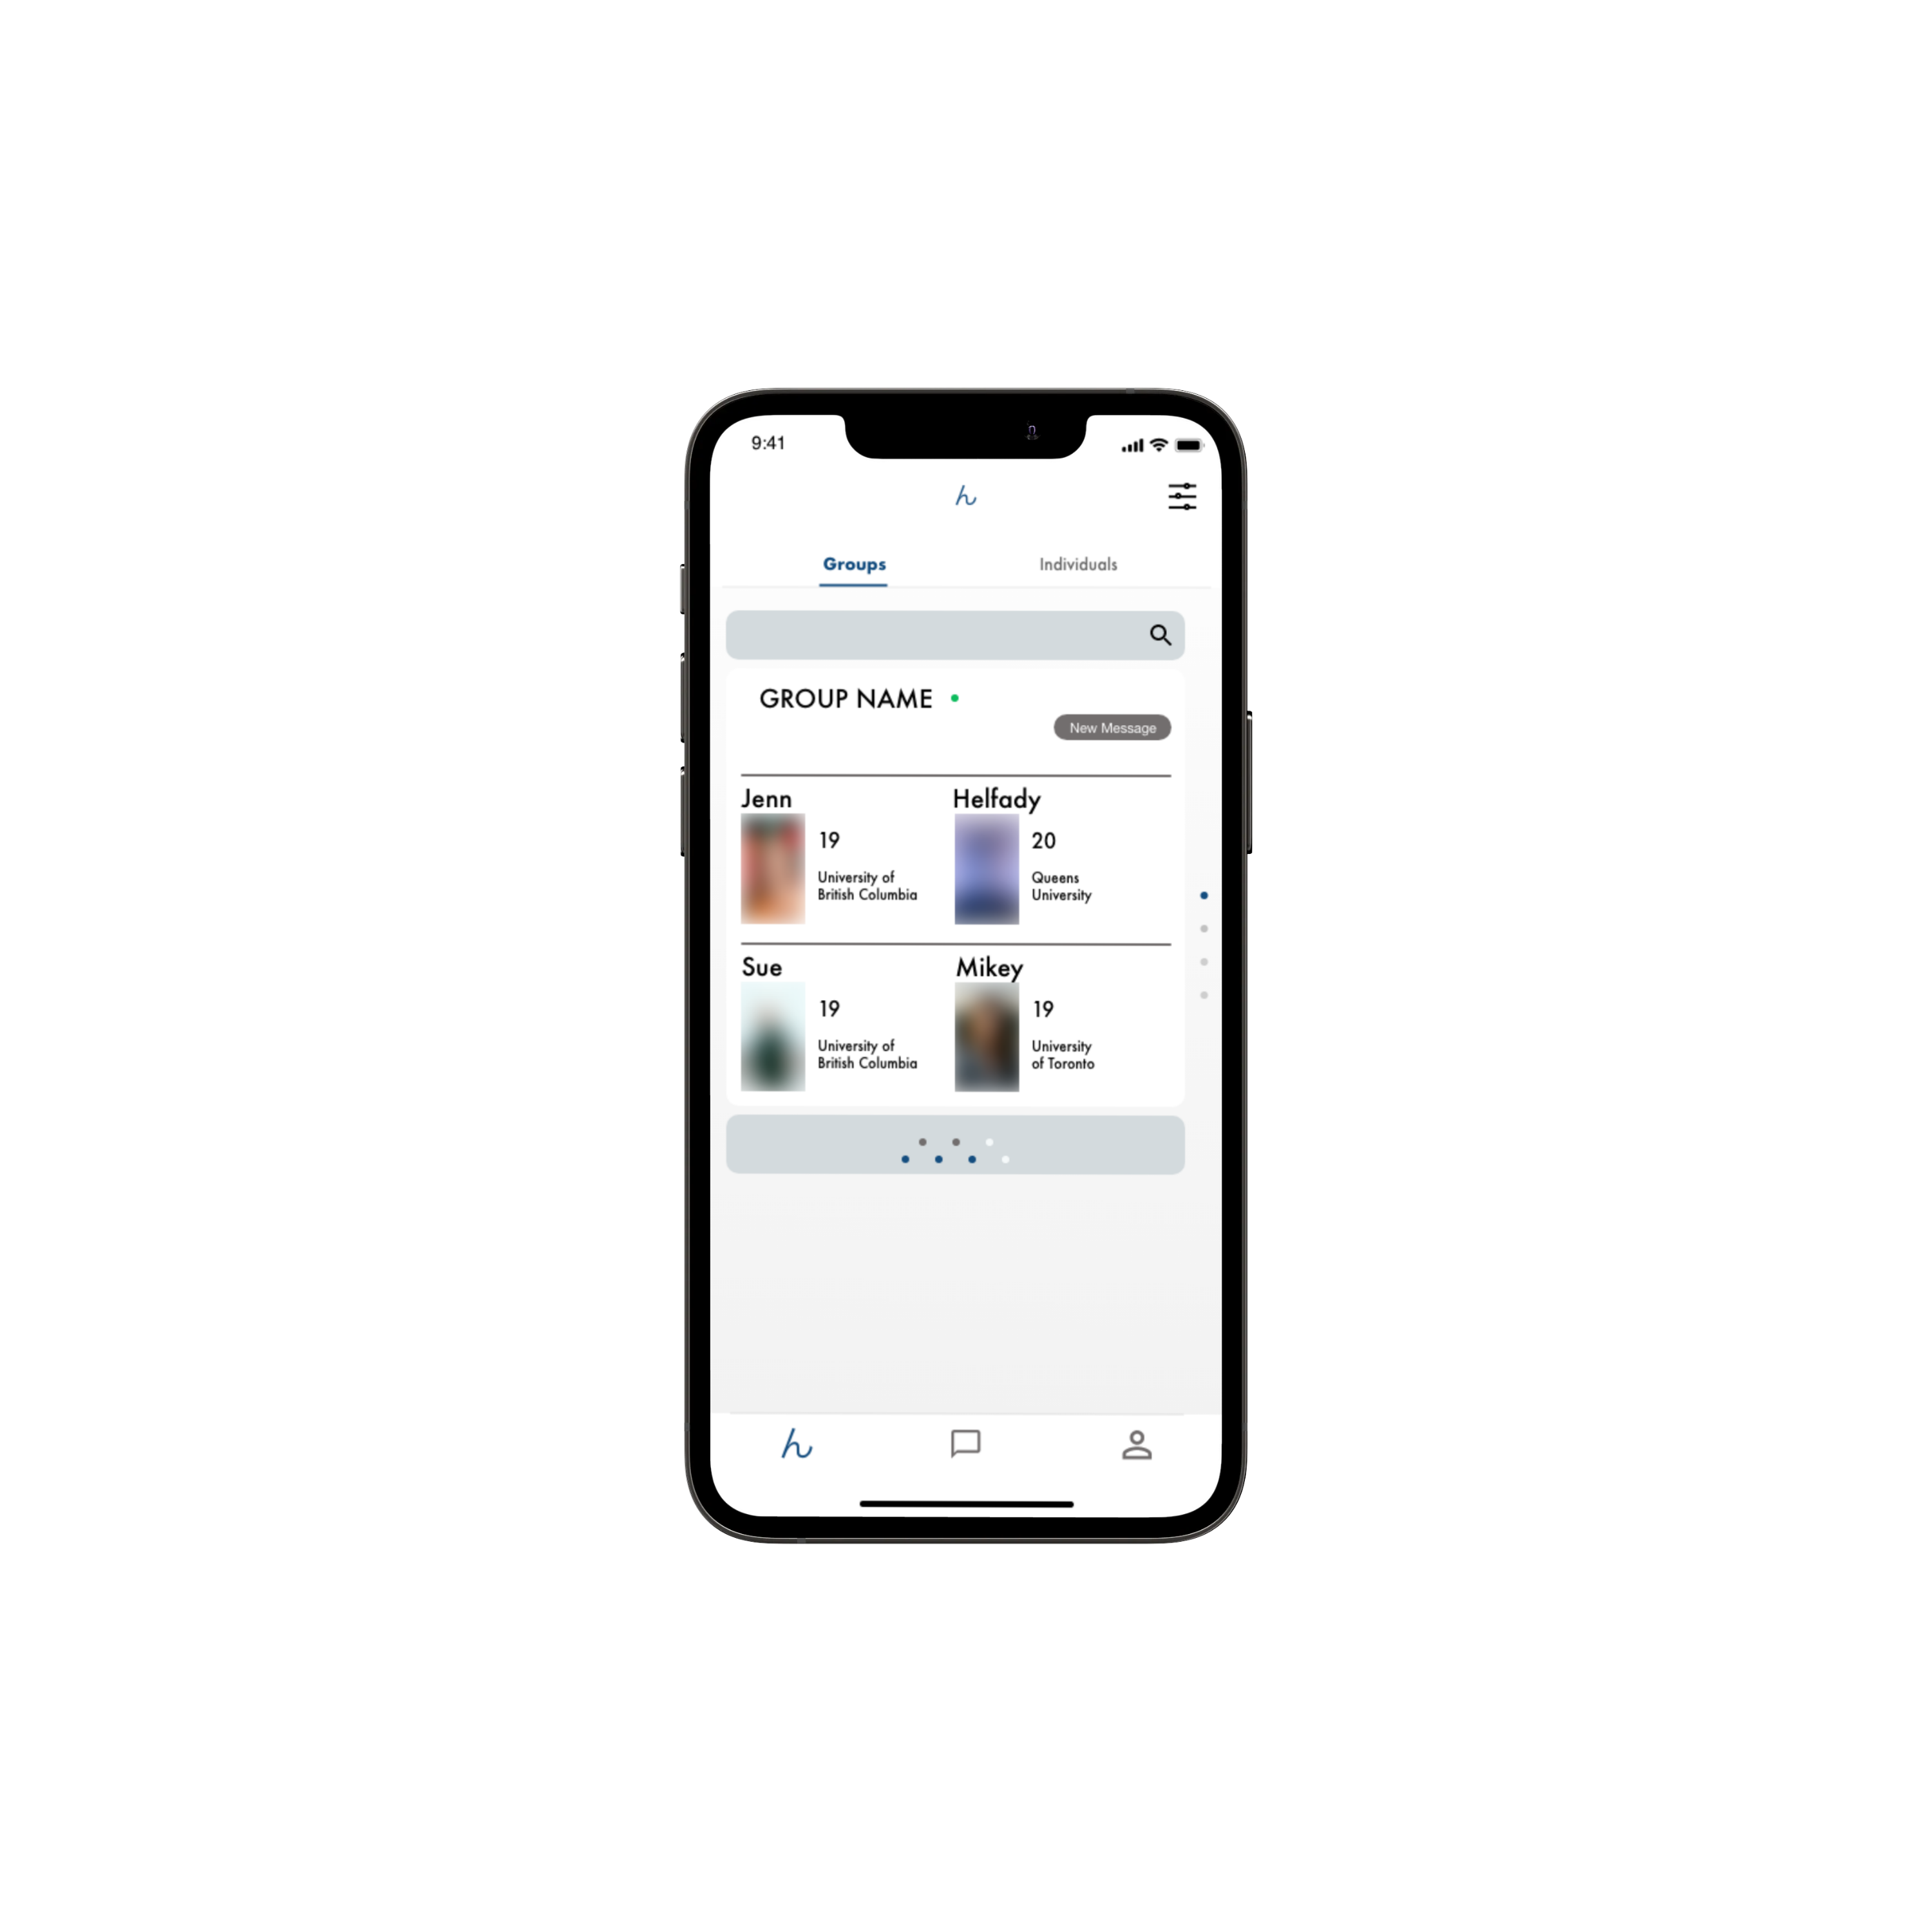 9:41
h
Groups
Individuals
GROUP NAME
New Message
Jenn
19
University of
British Columbia
Helfady
20
Queens
University
Sue
19
University of
British Columbia
Mikey
19
University
of Toronto
h